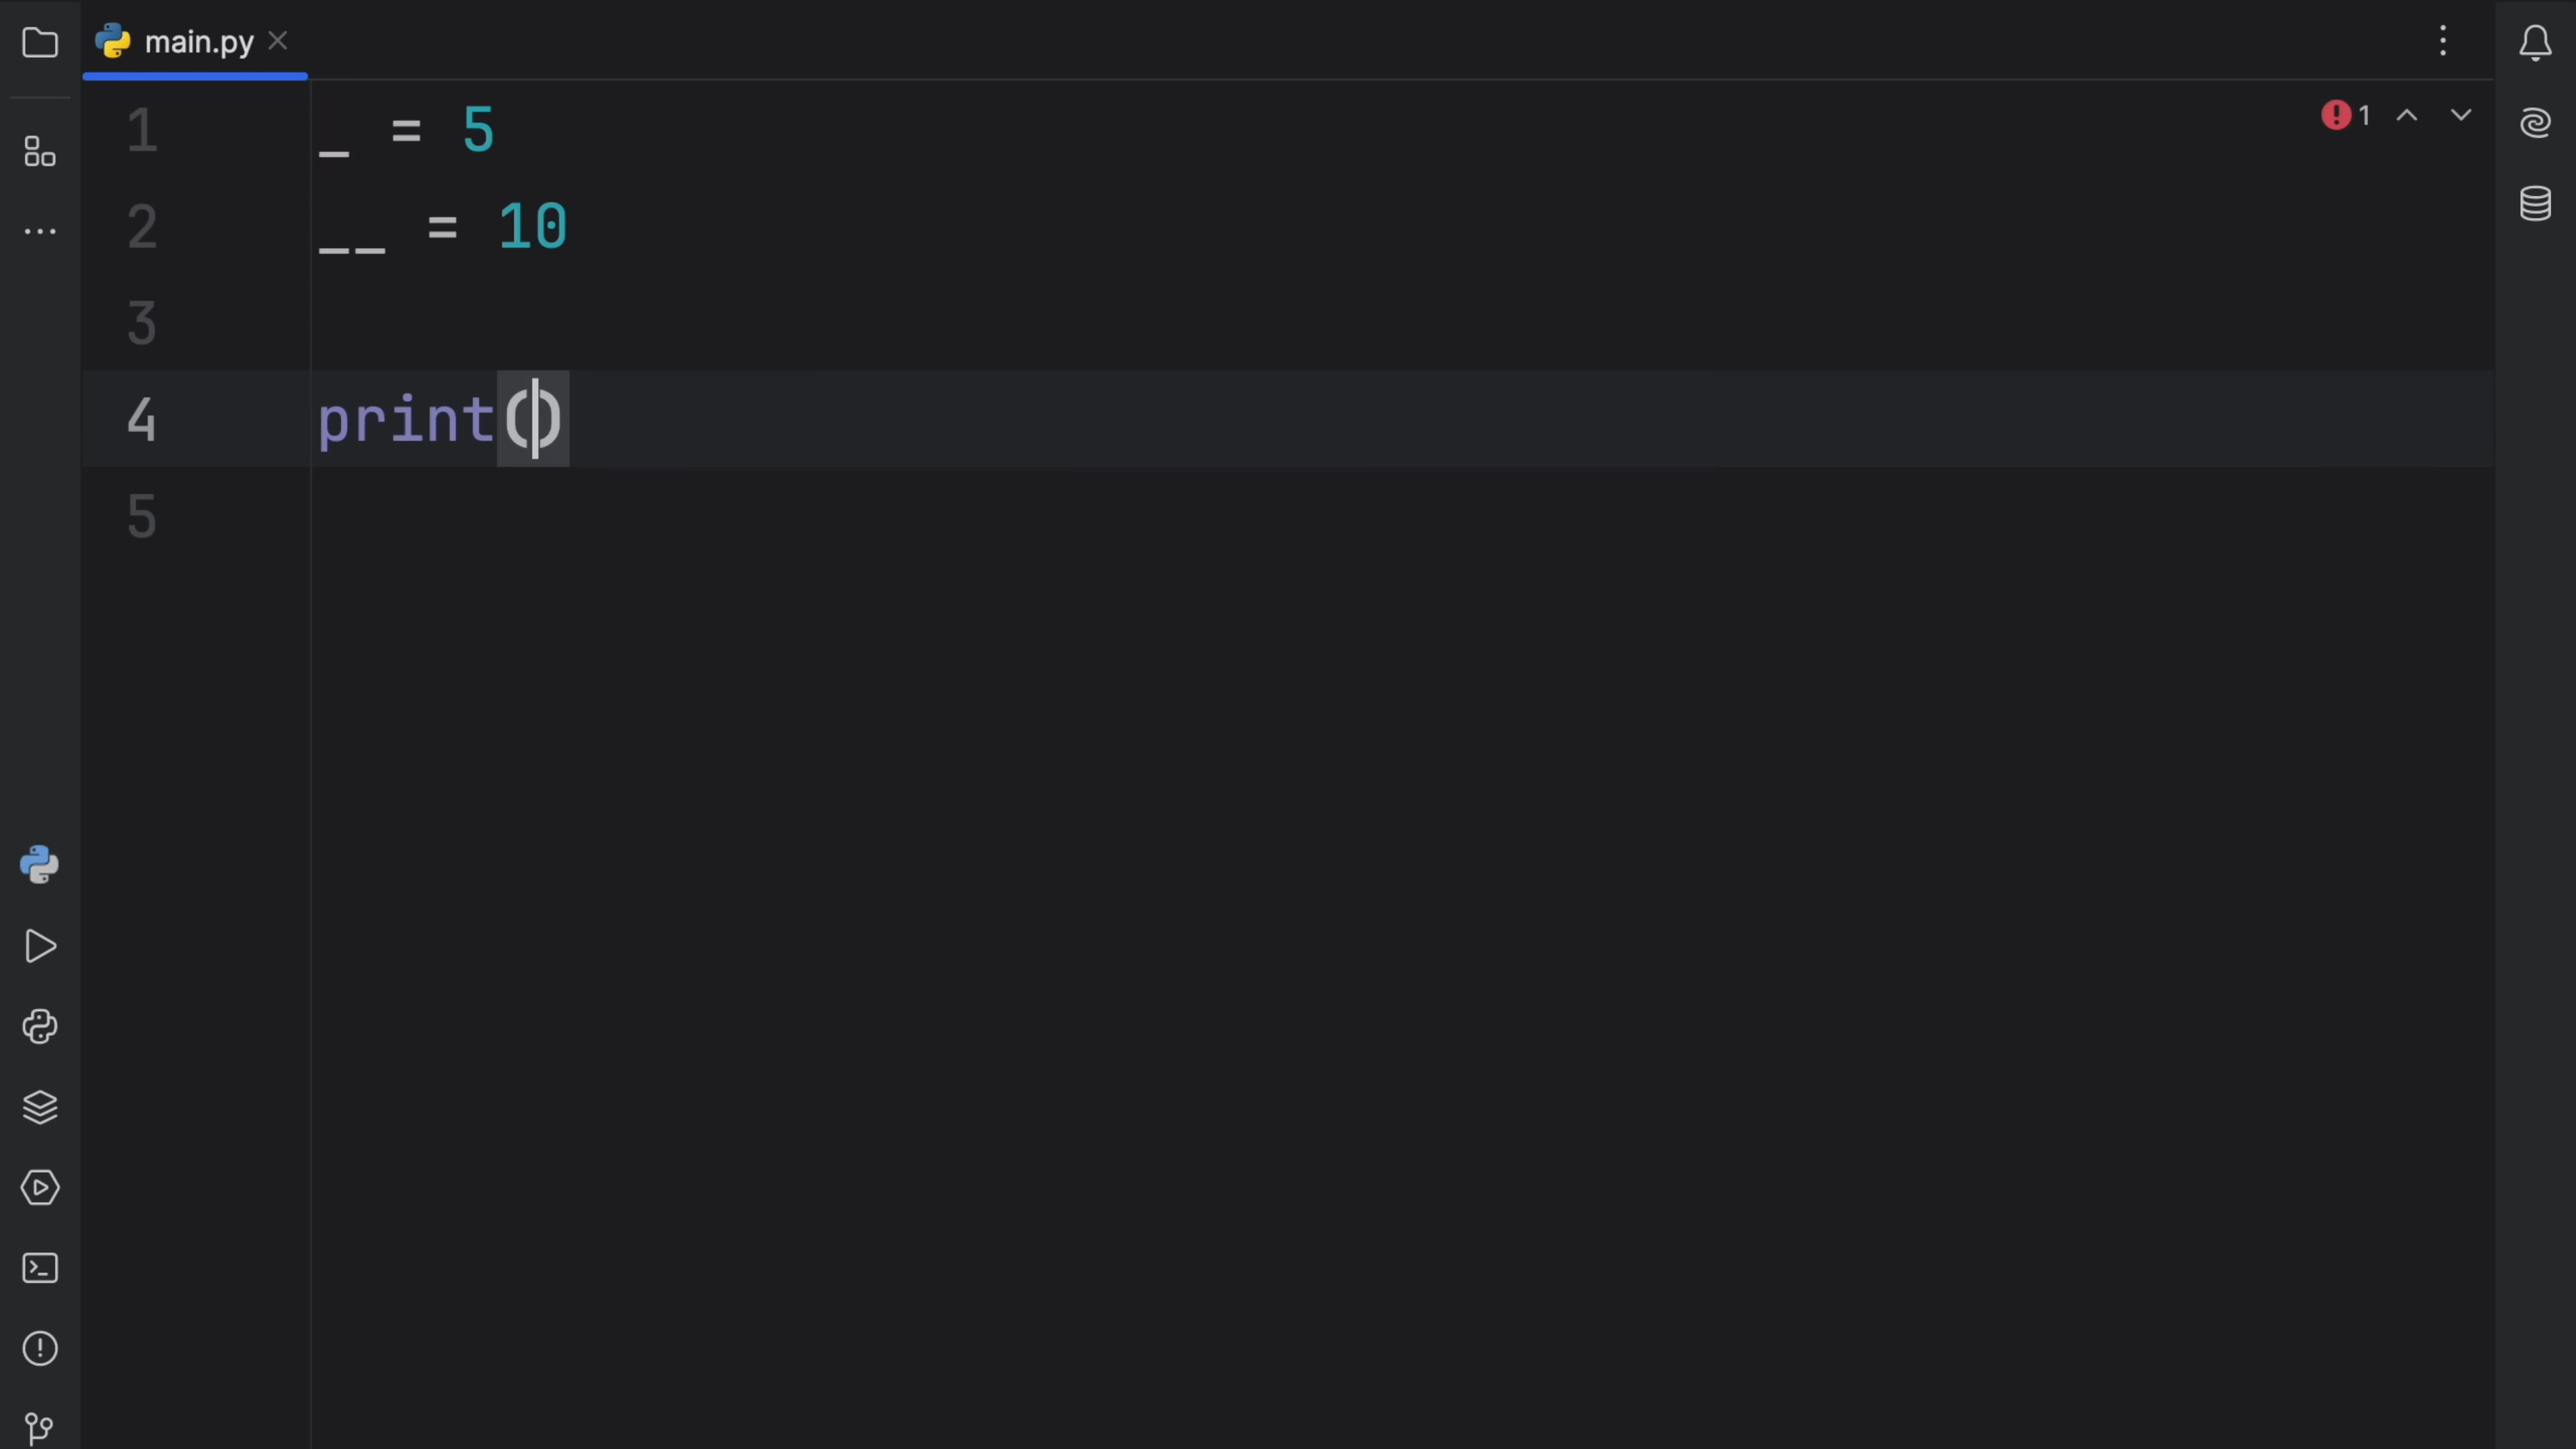 main.py
1
1 _ = 5
2 __ = 10
3
4 print()
5